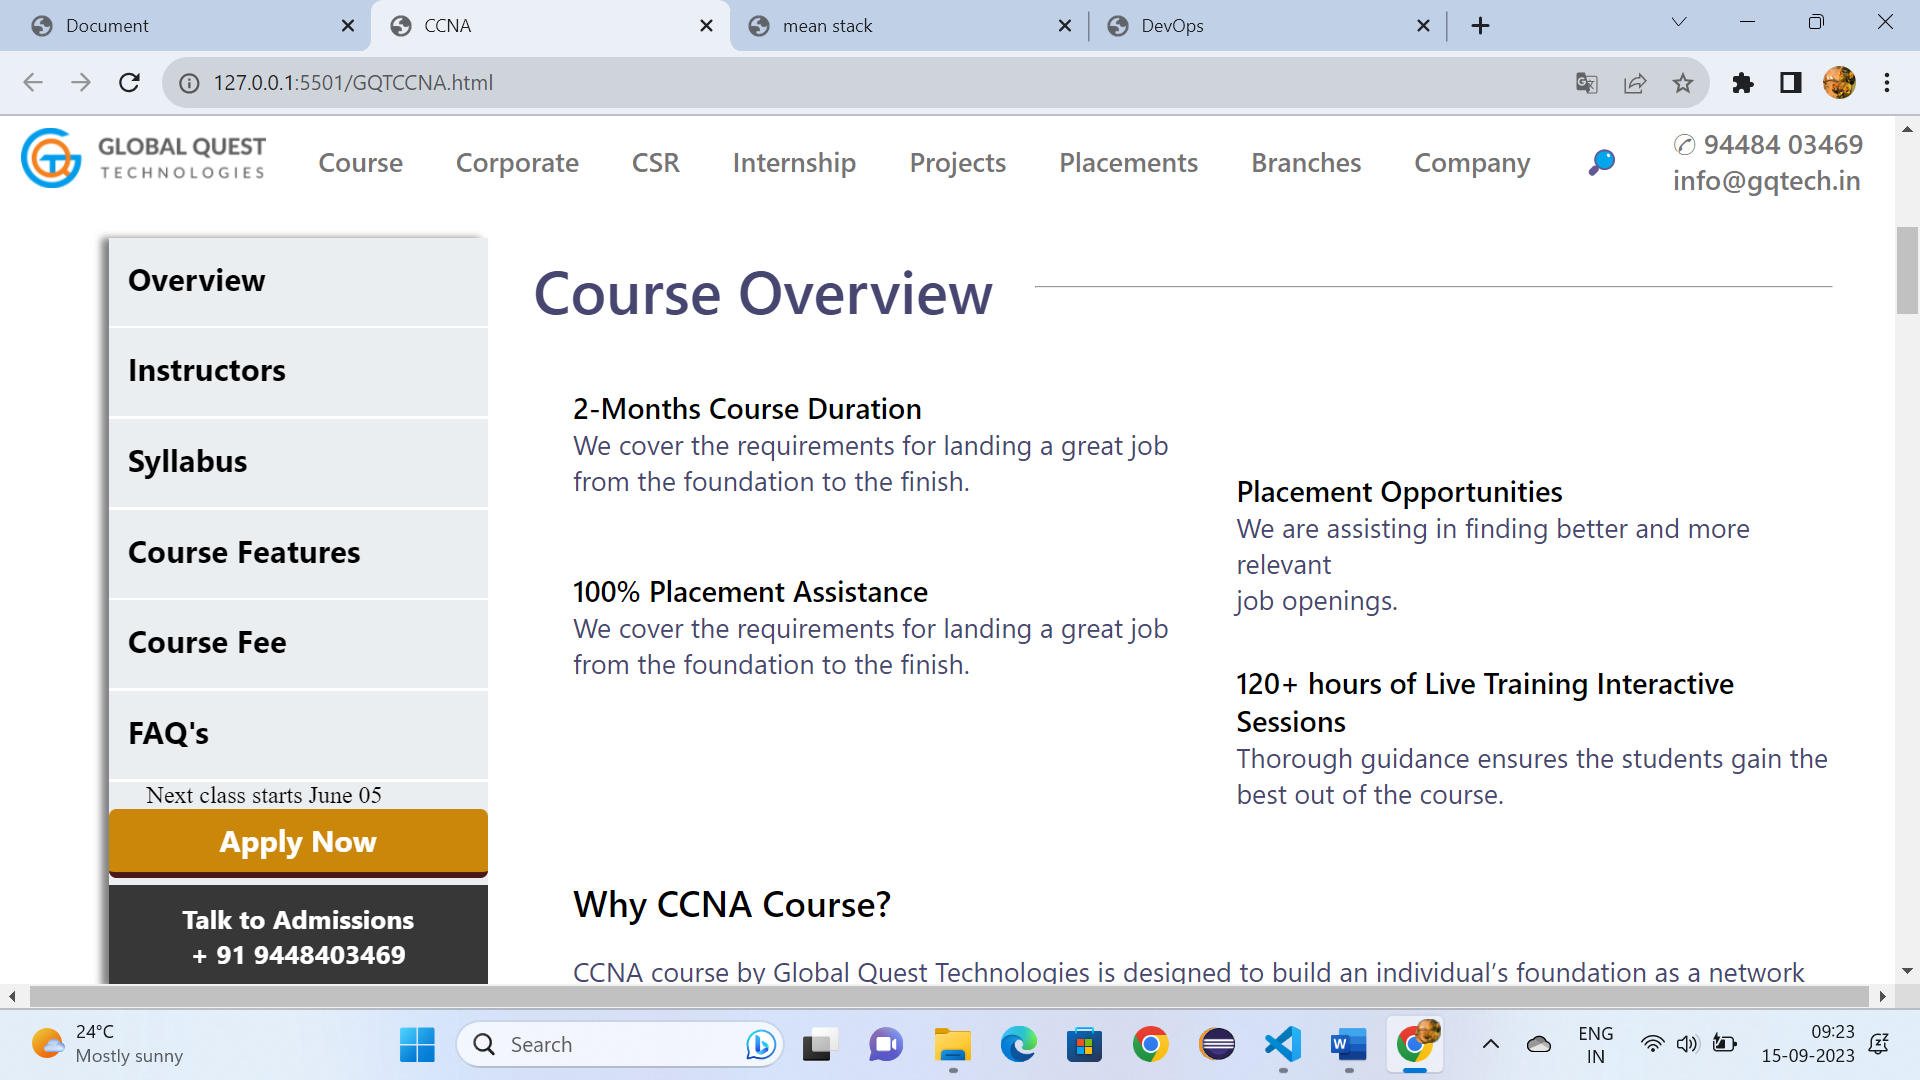 Document
CCNA
mean stack
DevOps
127.0.0.1:5501/GQTCCNA.html
GLOBAL QUEST
TECHNOLOGIES
Course
Corporate
CSR
Internship
Projects
Placements
Branches
Company
✆ 94484 03469
info@gqtech.in
Overview
Instructors
Syllabus
Course Features
Course Fee
FAQ's
Next class starts June 05
Apply Now
Talk to Admissions
+ 91 9448403469
Course Overview
2-Months Course Duration
We cover the requirements for landing a great job
from the foundation to the finish.
100% Placement Assistance
We cover the requirements for landing a great job
from the foundation to the finish.
Placement Opportunities
We are assisting in finding better and more
relevant
job openings.
120+ hours of Live Training Interactive
Sessions
Thorough guidance ensures the students gain the
best out of the course.
Why CCNA Course?
CCNA course by Global Quest Technologies is designed to build an individual’s foundation as a network
24°C
Mostly sunny
Search
ENG
IN
09:23
15-09-2023